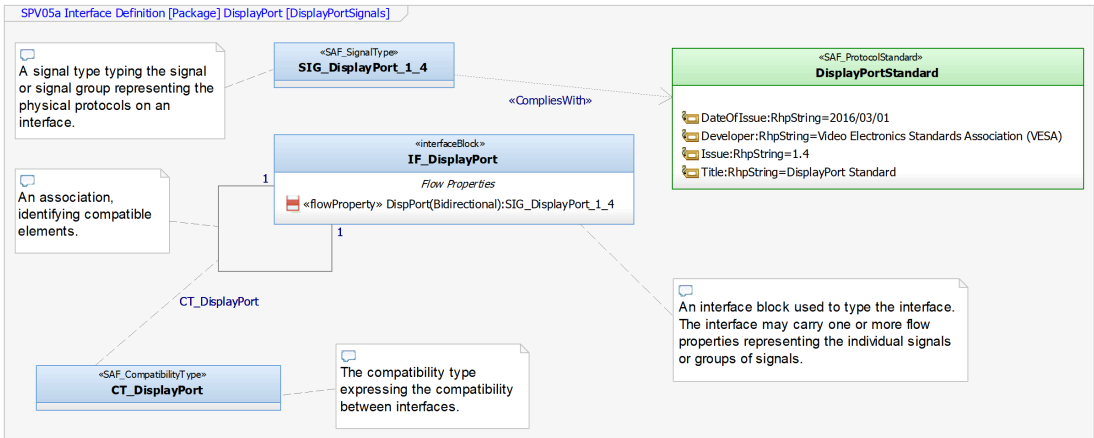 SPV05a Interface Definition [Package] DisplayPort [DisplayPortSignals]
A signal type typing the signal
or signal group representing the
physical protocols on an
interface.
«SAF_SignalType»
SIG_DisplayPort_1_4
«CompliesWith»
«SAF_ProtocolStandard»
DisplayPortStandard
DateOfIssue:RhpString=2016/03/01
Developer:RhpString=Video Electronics Standards Association (VESA)
Issue:RhpString=1.4
Title:RhpString=DisplayPort Standard
«interfaceBlock»
IF_DisplayPort
Flow Properties
«flowProperty» DispPort(Bidirectional):SIG_DisplayPort_1_4
1
1
An association,
identifying compatible
elements.
CT_DisplayPort
An interface block used to type the interface.
The interface may carry one or more flow
properties representing the individual signals
or groups of signals.
«SAF_CompatibilityType»
CT_DisplayPort
The compatibility type
expressing the compatibility
between interfaces.